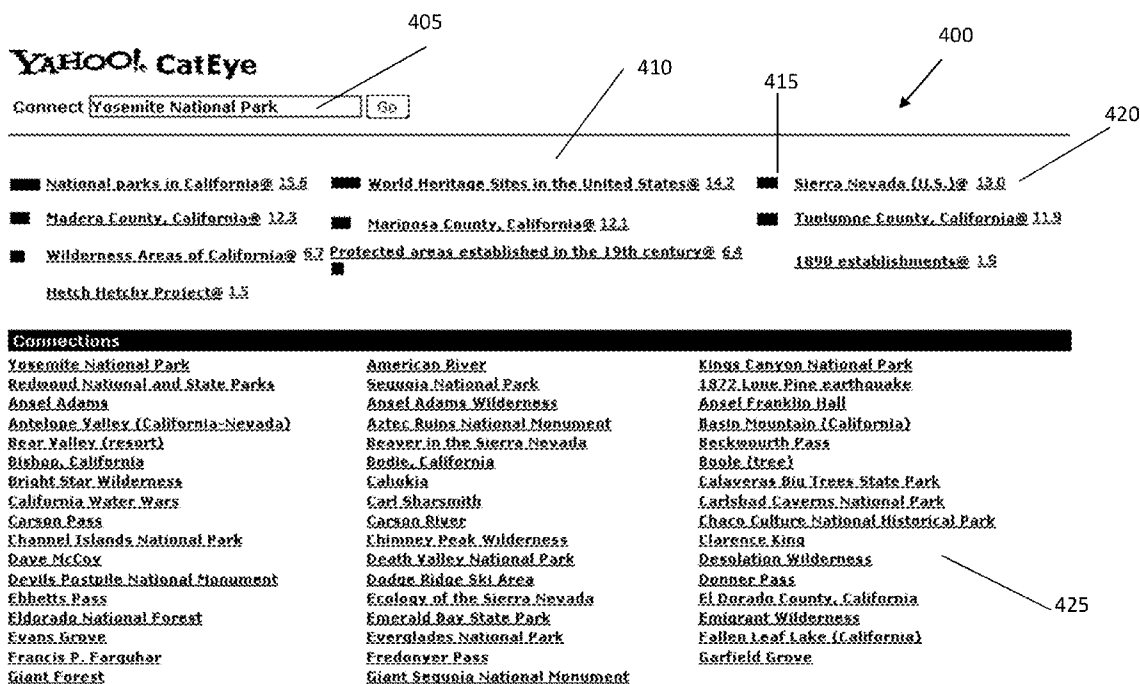 405
400
YAHOO! CatEye
410
415
Connect Yosemite National Park Go
420
National parks in California@ 15.6 World Heritage Sites in the United States@ 14.2 Sierra Nevada (U.S.)@ 13.0
Madera County, California@ 12.3 Mariposa County, California@ 12.1 Tuolumne County, California@ 11.9
Wilderness Areas of California@ 6.7 Protected areas established in the 19th century@ 6.4 1890 establishments@
Hetch Hetchy Project@ 1.5
Connections
Yosemite National Park American River Kings Canyon National Park
Redwood National and State Parks Sequoia National Park 1872 Lone Pine earthquake
Ansel Adams Ansel Adams Wilderness Ansel Franklin Hall
Antelope Valley (California-Nevada) Aztec Ruins National Monument Basin Mountain (California)
Bear Valley (resort) Beaver in the Sierra Nevada Beckwourth Pass
Bishop, California Bodie, California Boole (tree)
Bright Star Wilderness Cahokia Calaveras Big Trees State Park
California Water Wars Carl Sharsmith Carlsbad Caverns National Park
Carson Pass Carson River Chaco Culture National Historical Park
Channel Islands National Park Chimney Peak Wilderness Clarence King
Dave McCoy Death Valley National Park Desolation Wilderness
Devils Postpile National Monument Dodge Ridge Ski Area Donner Pass
Ebbetts Pass Ecology of the Sierra Nevada El Dorado County, California
425
Eldorado National Forest Emerald Bay State Park Emigrant Wilderness
Evans Grove Everglades National Park Fallen Leaf Lake (California)
Francis P. Farquhar Fredonyer Pass Garfield Grove
Giant Forest Giant Sequoia National Monument